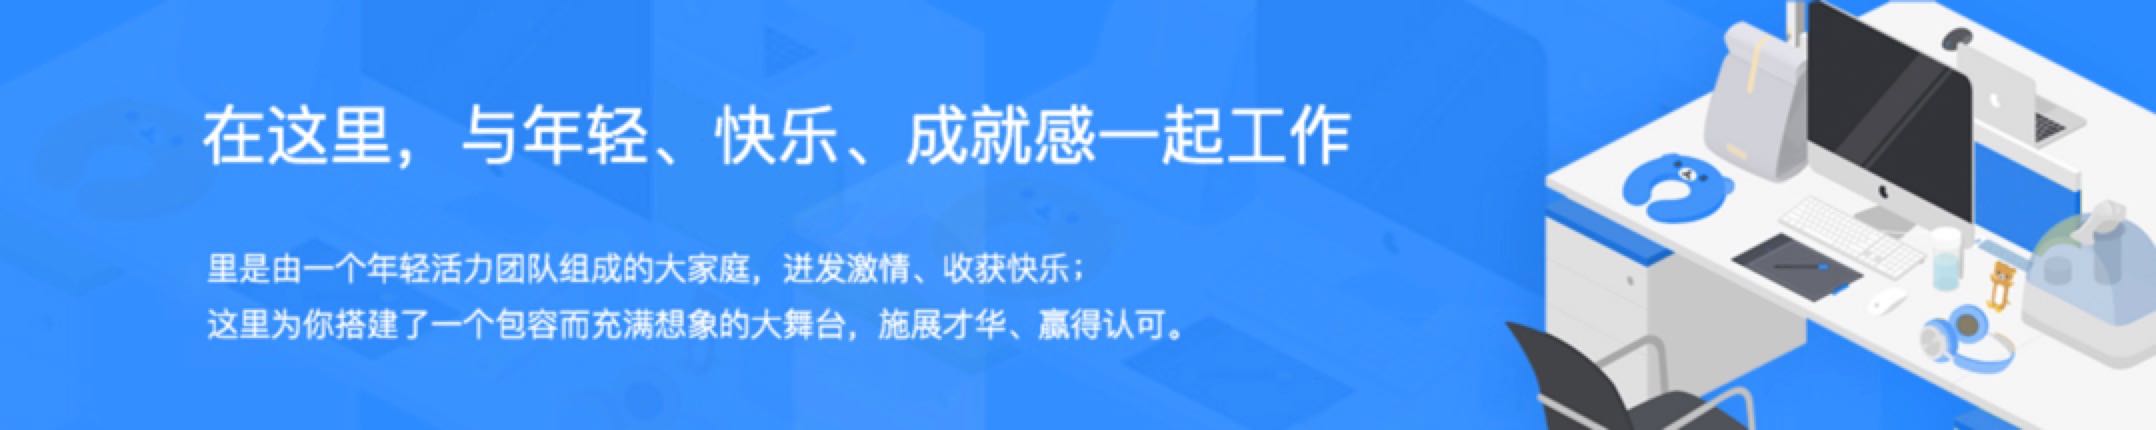 在这里，与年轻、快乐、成就感一起工作
里是由一个年轻活力团队组成的大家庭，迸发激情、收获快乐；
这里为你搭建了一个包容而充满想象的大舞台，施展才华、赢得认可。